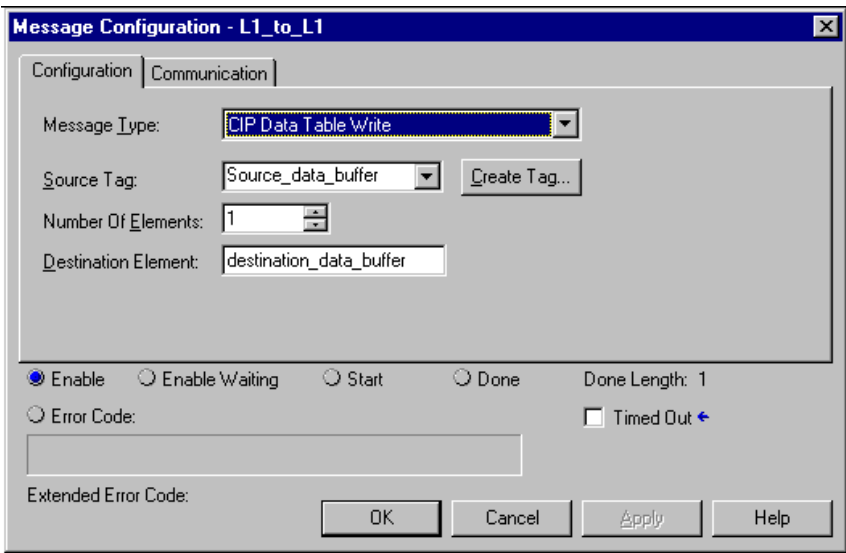 Message Configuration - L1_to_L1
Configuration Communication
Message Type: CIP Data Table Write
Source Tag: Source_data_buffer Create Tag...
Number Of Elements: 1
Destination Element: destination_data_buffer
Enable Enable Waiting Start Done Done Length: 1
Error Code: Timed Out
Extended Error Code:
OK Cancel Apply Help